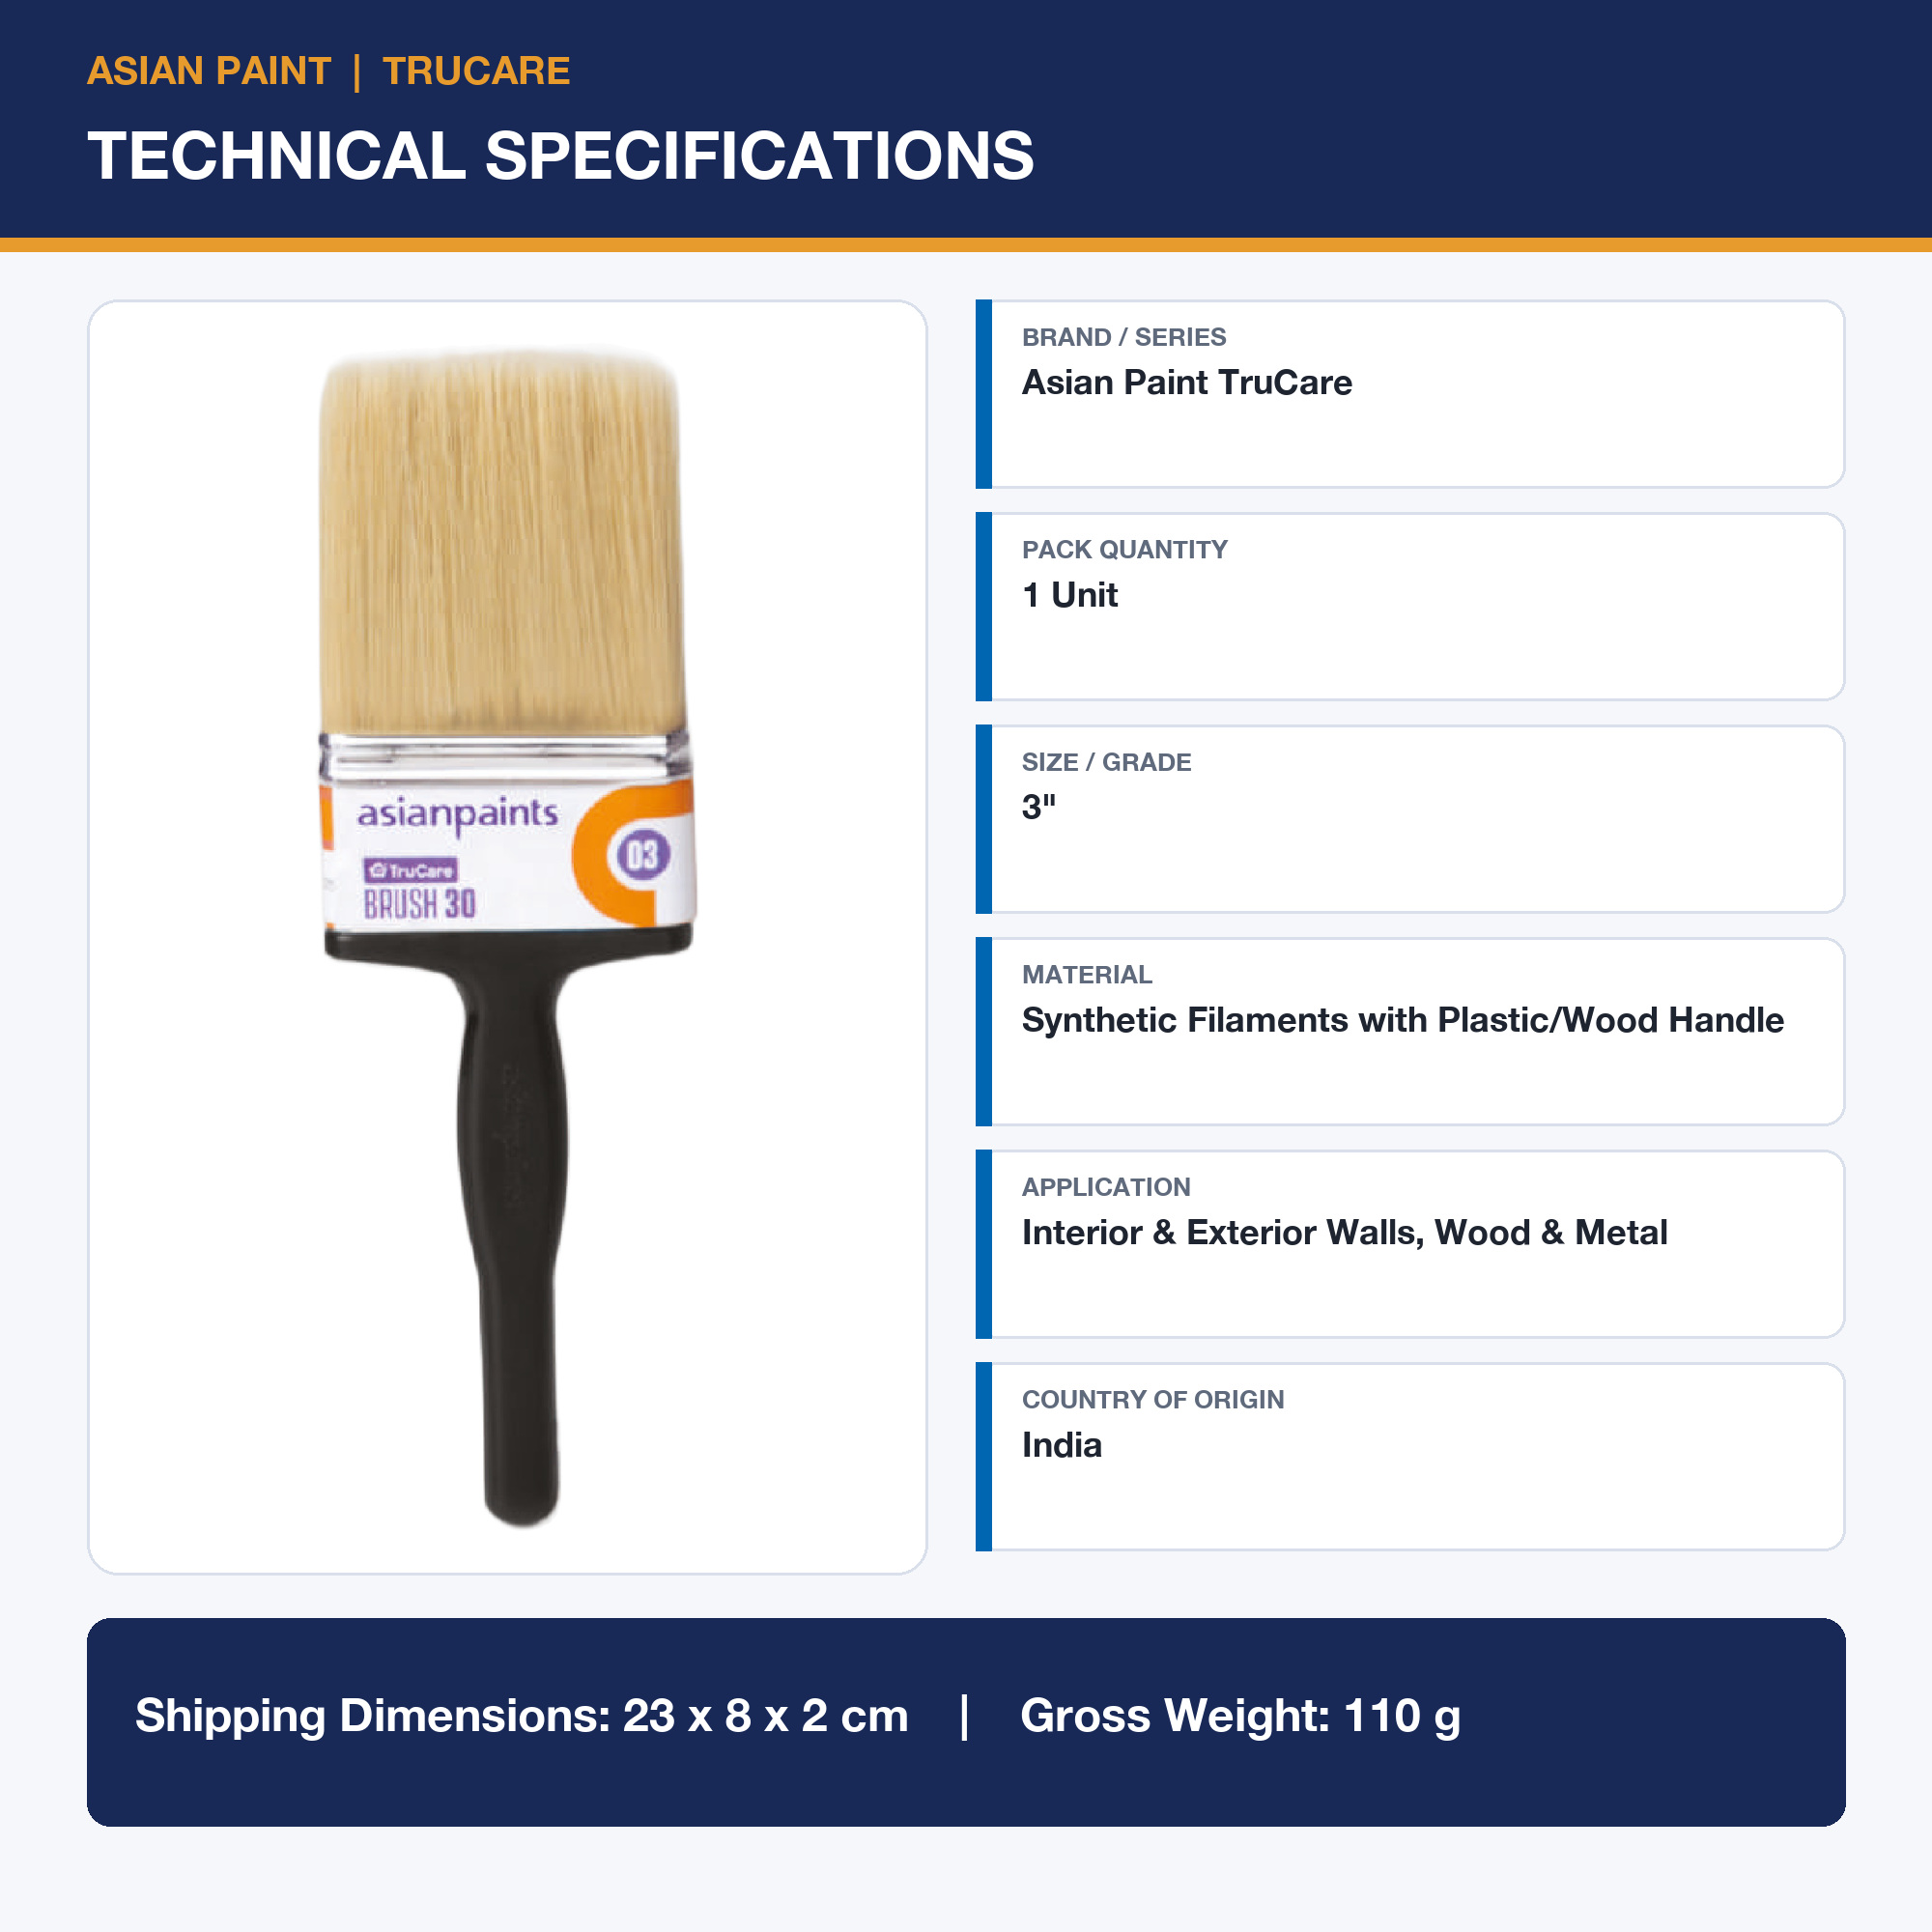 ASIAN PAINT | TRUCARE
TECHNICAL SPECIFICATIONS
asianpaints
03
TruCare
BRUSH 30
BRAND / SERIES
Asian Paint TruCare
PACK QUANTITY
1 Unit
SIZE / GRADE
3"
MATERIAL
Synthetic Filaments with Plastic/Wood Handle
APPLICATION
Interior & Exterior Walls, Wood & Metal
COUNTRY OF ORIGIN
India
Shipping Dimensions: 23 x 8 x 2 cm | Gross Weight: 110 g